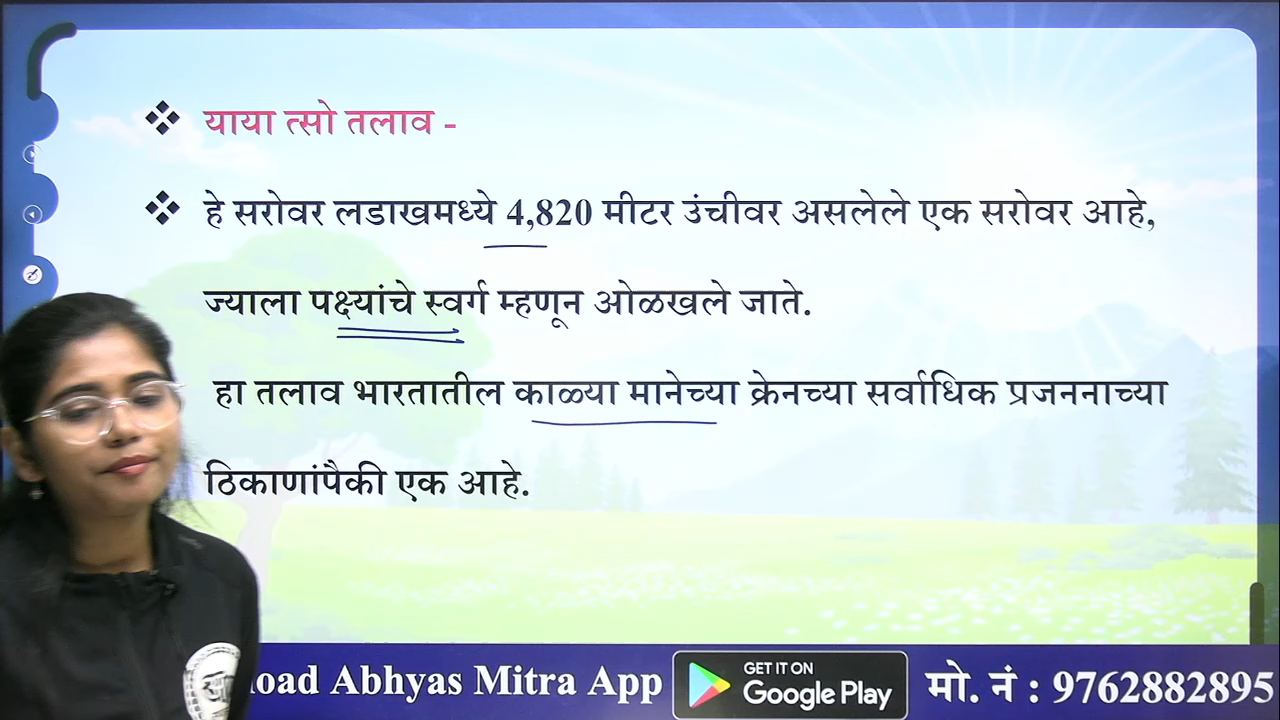 याया त्सो तलाव -
हे सरोवर लडाखमध्ये 4,820 मीटर उंचीवर असलेले एक सरोवर आहे,
ज्याला पक्ष्यांचे स्वर्ग म्हणून ओळखले जाते.
हा तलाव भारतातील काळ्या मानेच्या क्रेनच्या सर्वाधिक प्रजननाच्या
ठिकाणांपैकी एक आहे.
load Abhyas Mitra App GET IT ON Google Play मो. नं : 9762882895